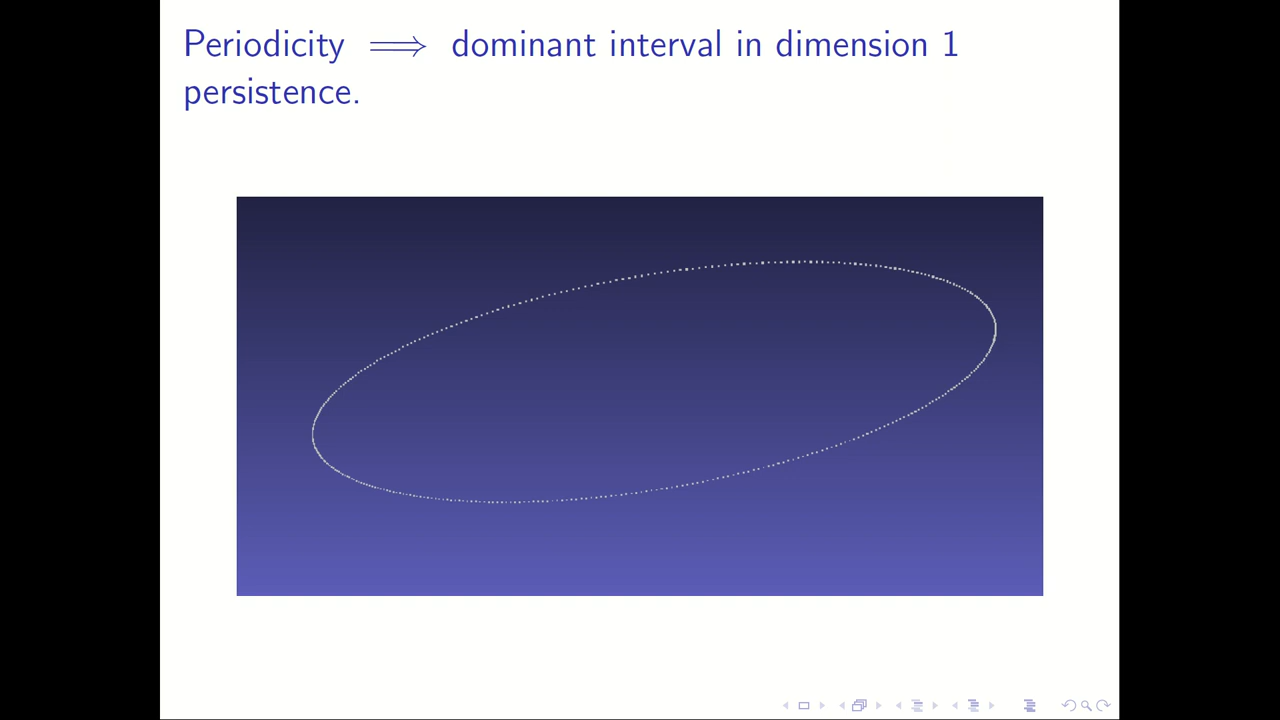 Periodicity ⟹ dominant interval in dimension 1
persistence.